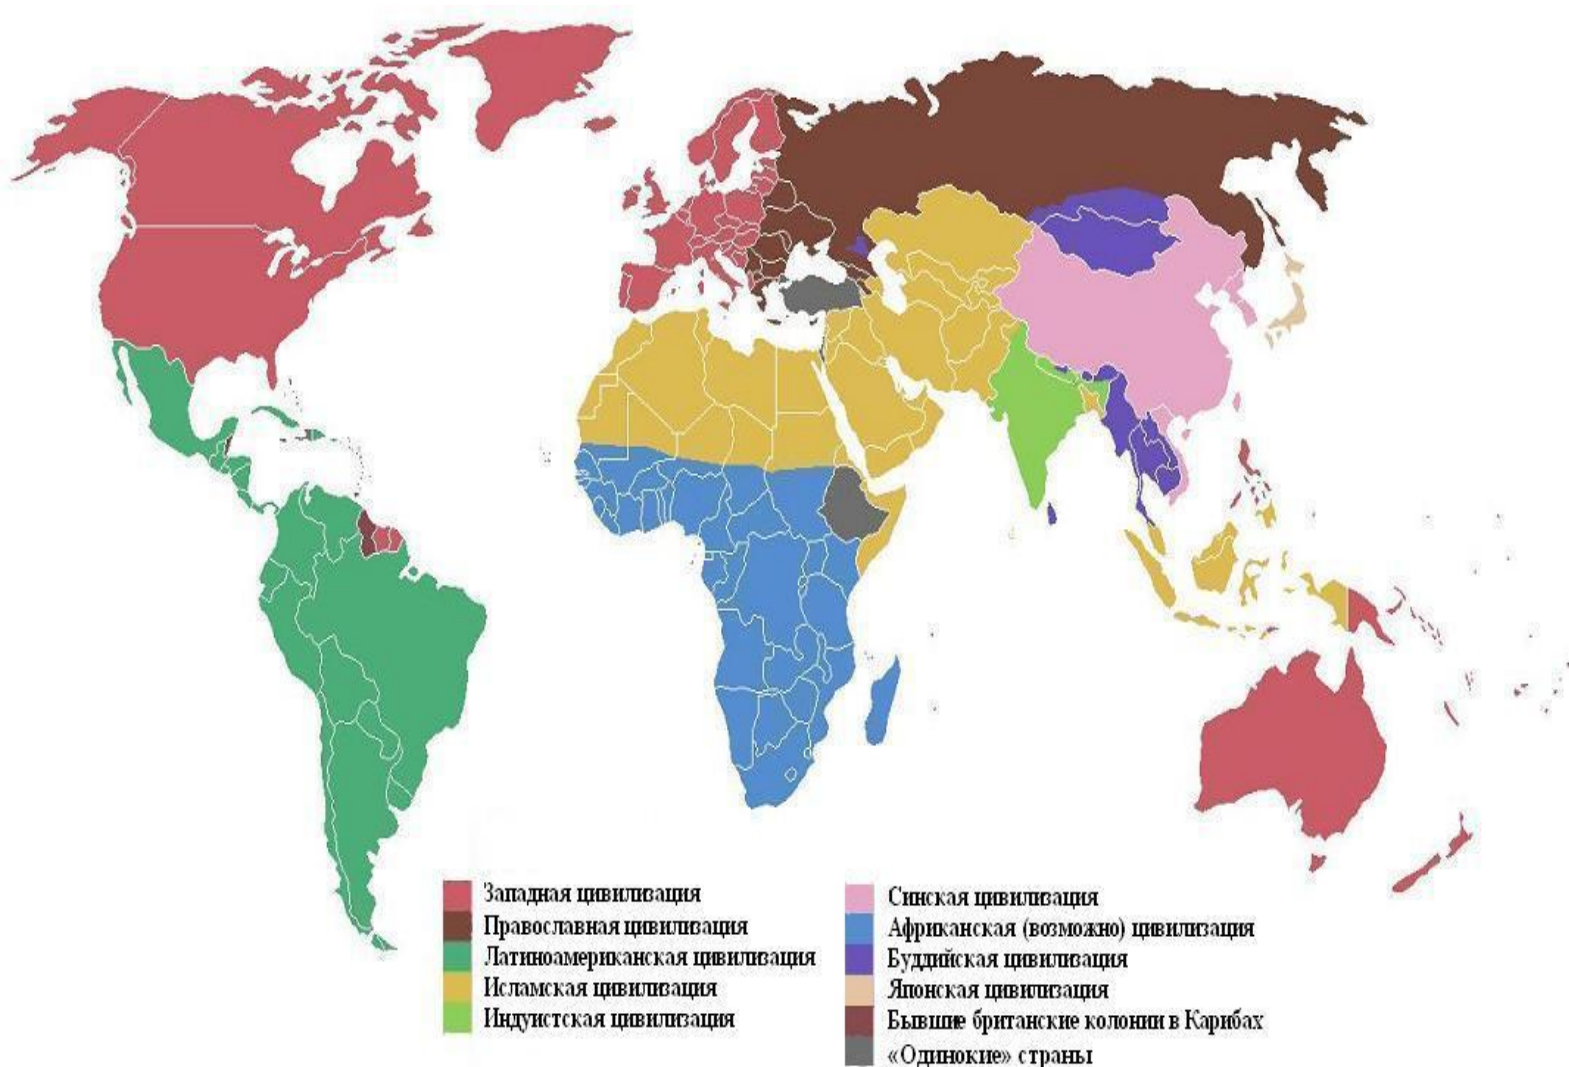 Западная цивилизация
Православная цивилизация
Латиноамериканская цивилизация
Исламская цивилизация
Индуистская цивилизация
Синская цивилизация
Африканская (возможно) цивилизация
Буддийская цивилизация
Японская цивилизация
Бывшие британские колонии в Карибах
«Одинокие» страны